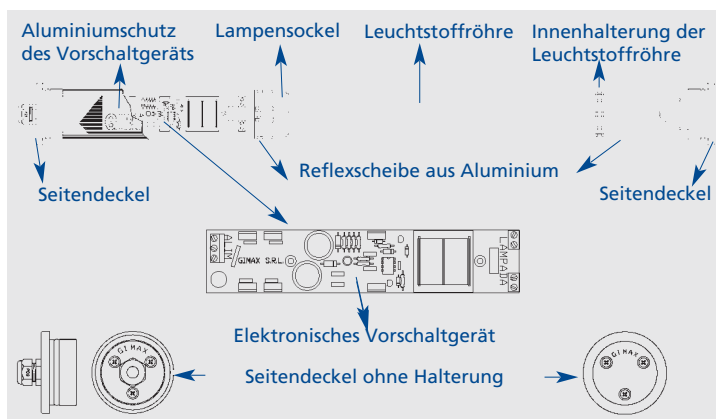 Aluminiumschutz
des Vorschaltgeräts
Lampensockel
Leuchtstoffröhre
Innenhalterung der
Leuchtstoffröhre
Seitendeckel
Reflexscheibe aus Aluminium
Seitendeckel
ALIM
GIMAX S.R.L.
LAMPADA
Elektronisches Vorschaltgerät
GIMAX
Seitendeckel ohne Halterung
GIMAX